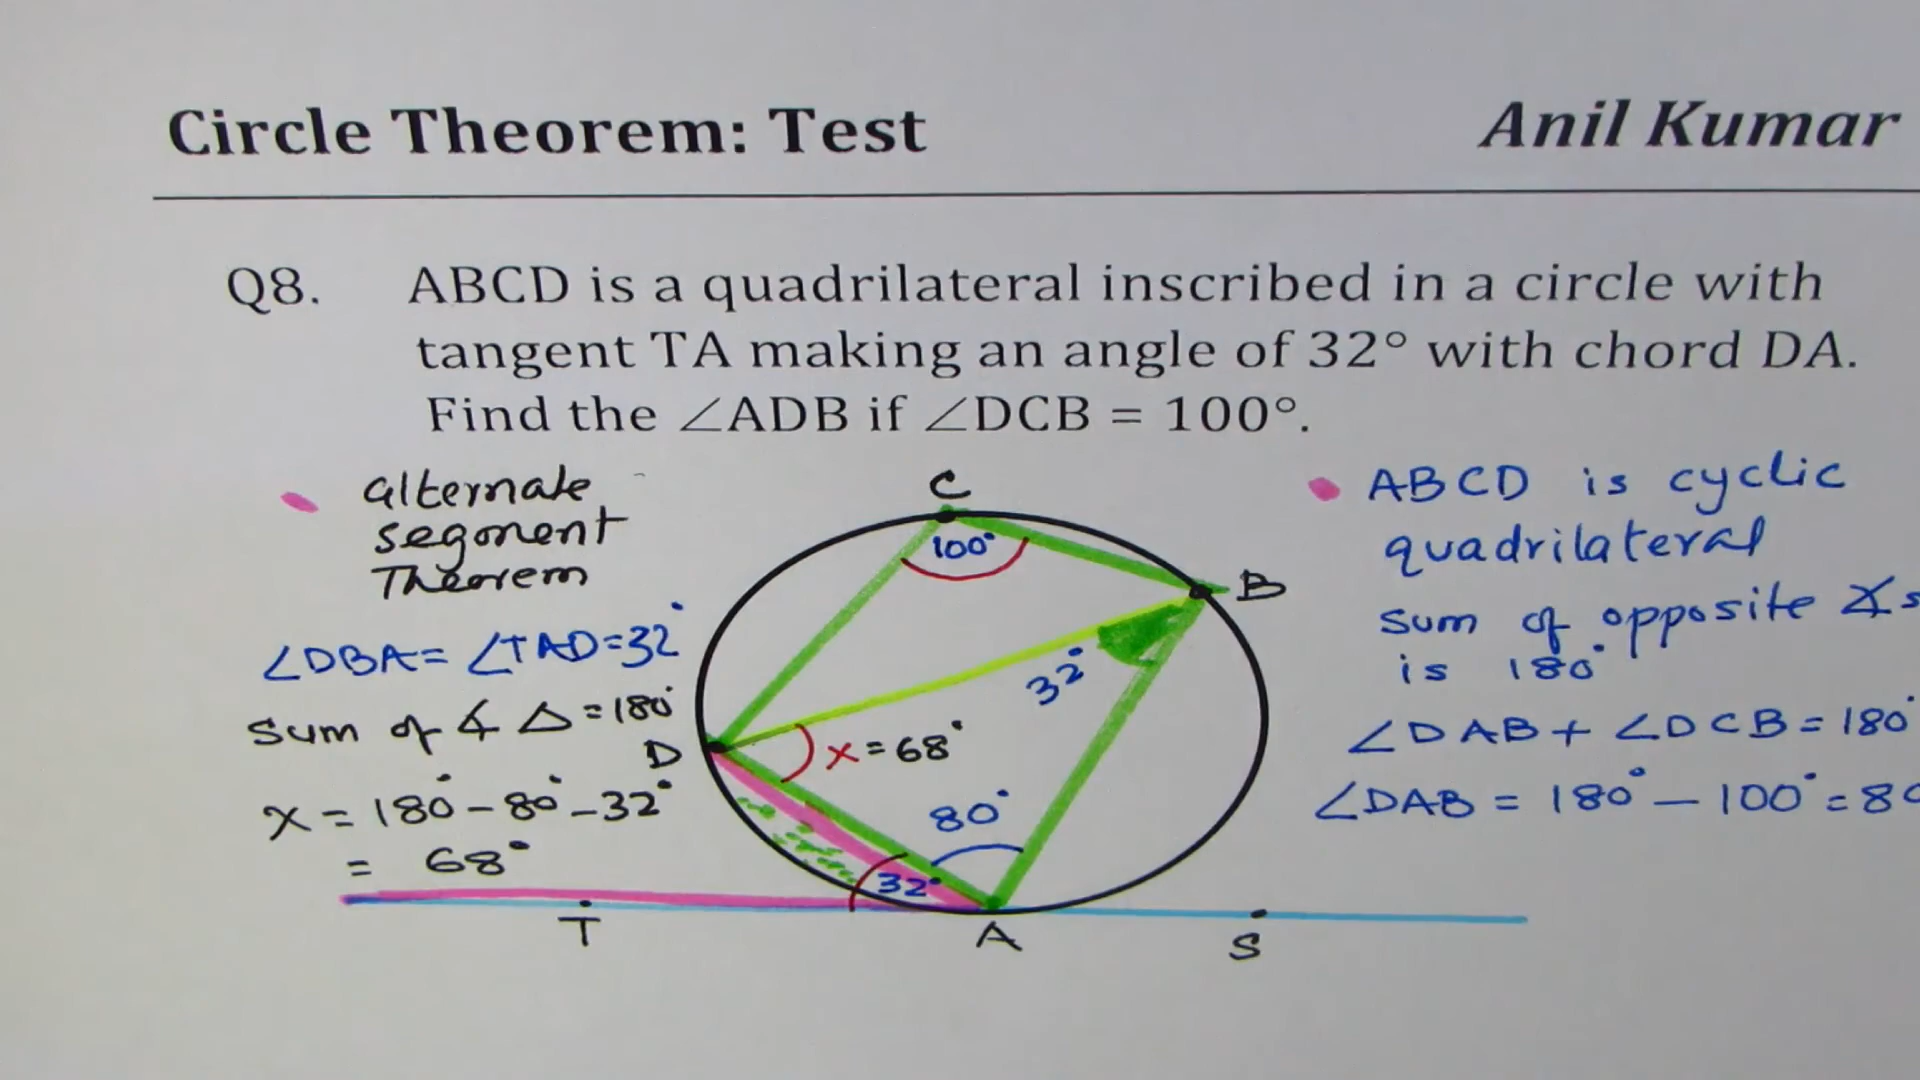 Circle Theorem: Test
Anil Kumar
Q8. ABCD is a quadrilateral inscribed in a circle with
tangent TA making an angle of 32° with chord DA.
Find the ∠ADB if ∠DCB = 100°.
Alternate
segment
Theorem
∠DBA = ∠TAD = 32°
Sum of ∡ △ = 180°
x = 180° - 80° - 32°
= 68°
C
100°
B
32°
D
x = 68°
80°
32°
T
A
S
ABCD is cyclic
quadrilateral
Sum of opposite ∡s
is 180°
∠DAB + ∠DCB = 180°
∠DAB = 180° - 100° = 80